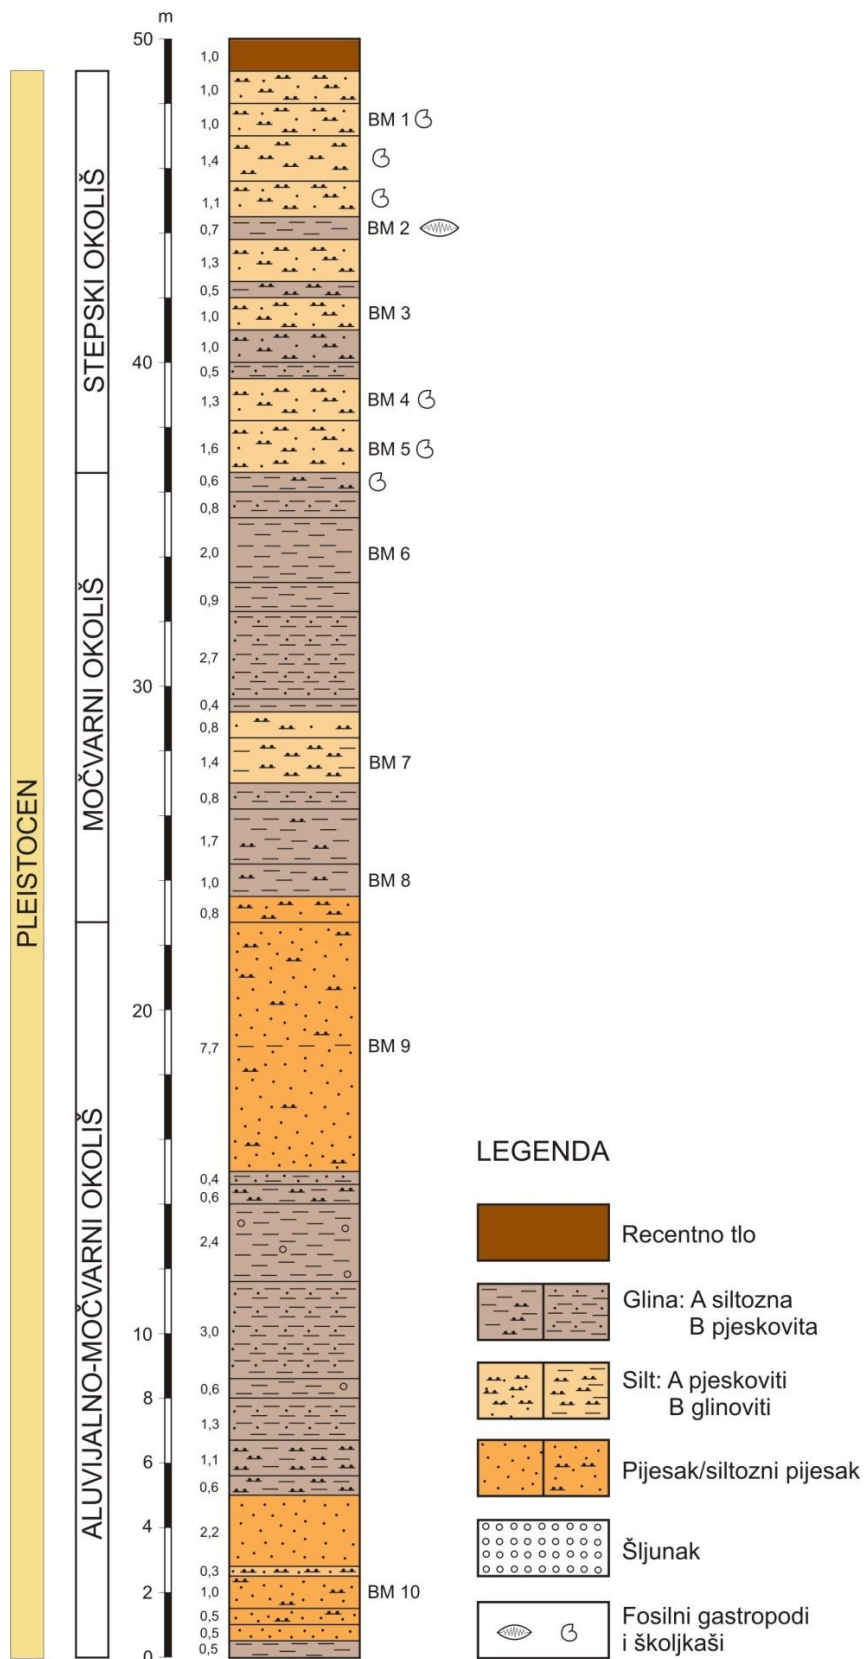 m
50
1,0
1,0
1,0
BM 1
1,4
1,1
0,7
BM 2
1,3
0,5
1,0
BM 3
1,0
40
0,5
1,3
BM 4
1,6
BM 5
0,6
0,8
2,0
BM 6
0,9
2,7
30
0,4
0,8
1,4
BM 7
0,8
1,7
1,0
BM 8
0,8
20
7,7
BM 9
0,4
0,6
2,4
10
3,0
0,6
8
1,3
6
1,1
0,6
4
2,2
0,3
2
1,0
BM 10
0,5
0,5
0,5
0
PLEISTOCEN
STEPSKI OKOLIŠ
MOČVARNI OKOLIŠ
ALUVIJALNO-MOČVARNI OKOLIŠ
LEGENDA
Recentno tlo
Glina: A siltozna
B pjeskovita
Silt: A pjeskoviti
B glinoviti
Pijesak/siltozni pijesak
Šljunak
Fosilni gastropodi
i školjkaši